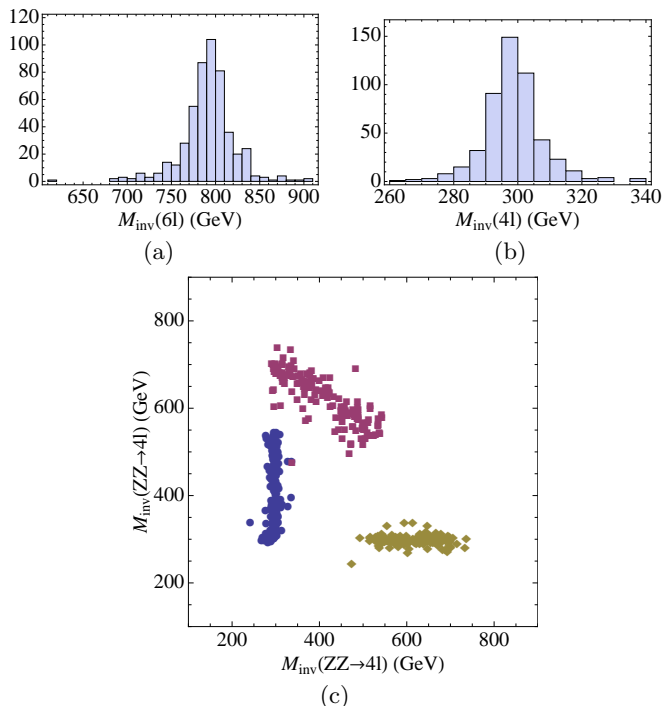 120
100
80
60
40
20
0
650 700 750 800 850 900
M_inv(6l) (GeV)
(a)
150
100
50
0
260 280 300 320 340
M_inv(4l) (GeV)
(b)
800
600
400
200
M_inv(ZZ→4l) (GeV)
200 400 600 800
M_inv(ZZ→4l) (GeV)
(c)